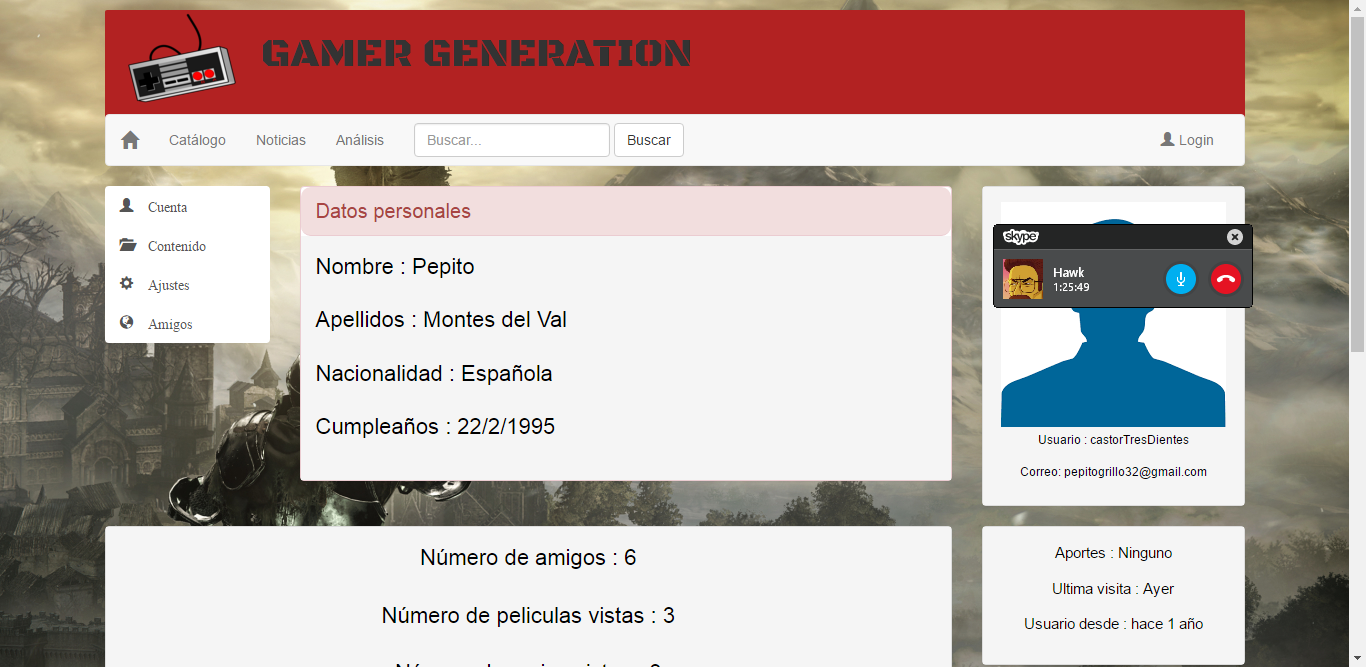 GAMER GENERATION
Catálogo Noticias Análisis Buscar... Buscar Login
Cuenta
Contenido
Ajustes
Amigos
Datos personales
Nombre : Pepito
Apellidos : Montes del Val
Nacionalidad : Española
Cumpleaños : 22/2/1995
skype
Hawk
1:25:49
Usuario : castorTresDientes
Correo: pepitogrillo32@gmail.com
Número de amigos : 6
Número de peliculas vistas : 3
Aportes : Ninguno
Ultima visita : Ayer
Usuario desde : hace 1 año